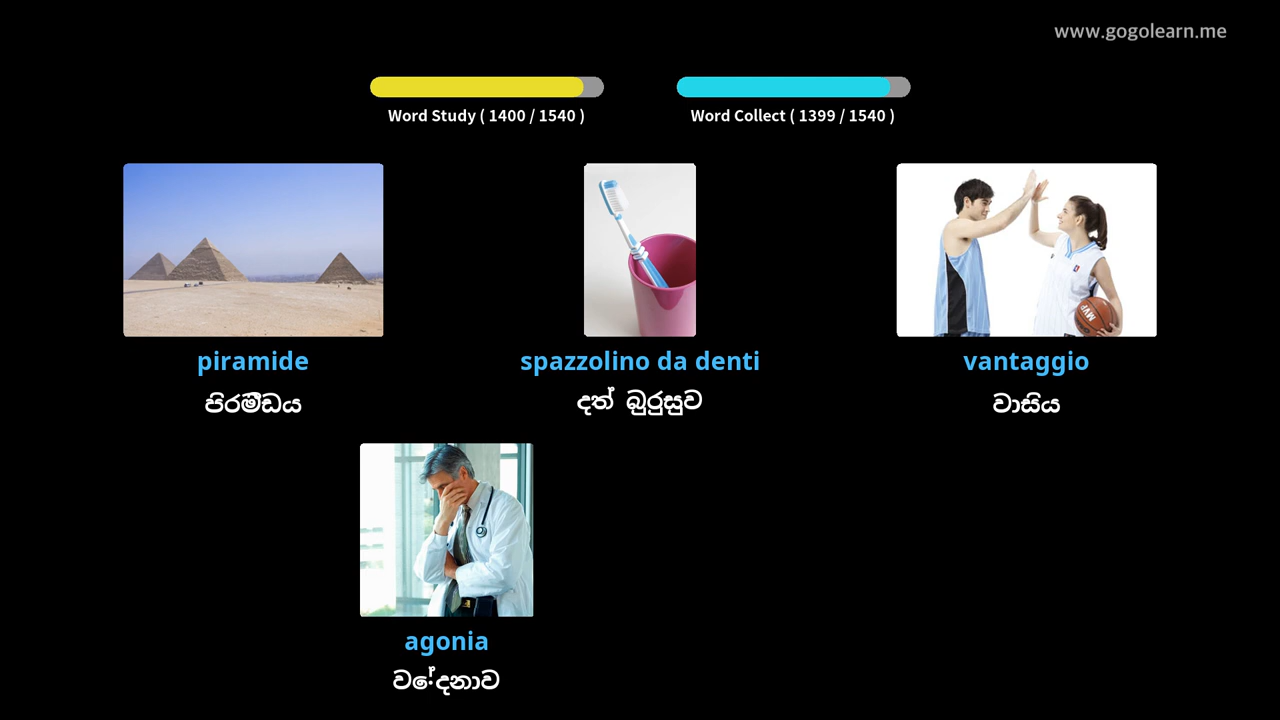 www.gogolearn.me
Word Study ( 1400 / 1540 )
Word Collect ( 1399 / 1540 )
piramide
spazzolino da denti
vantaggio
පිරමීඩය
දත් බුරුසුව
වාසිය
MVP
agonia
වේදනාව